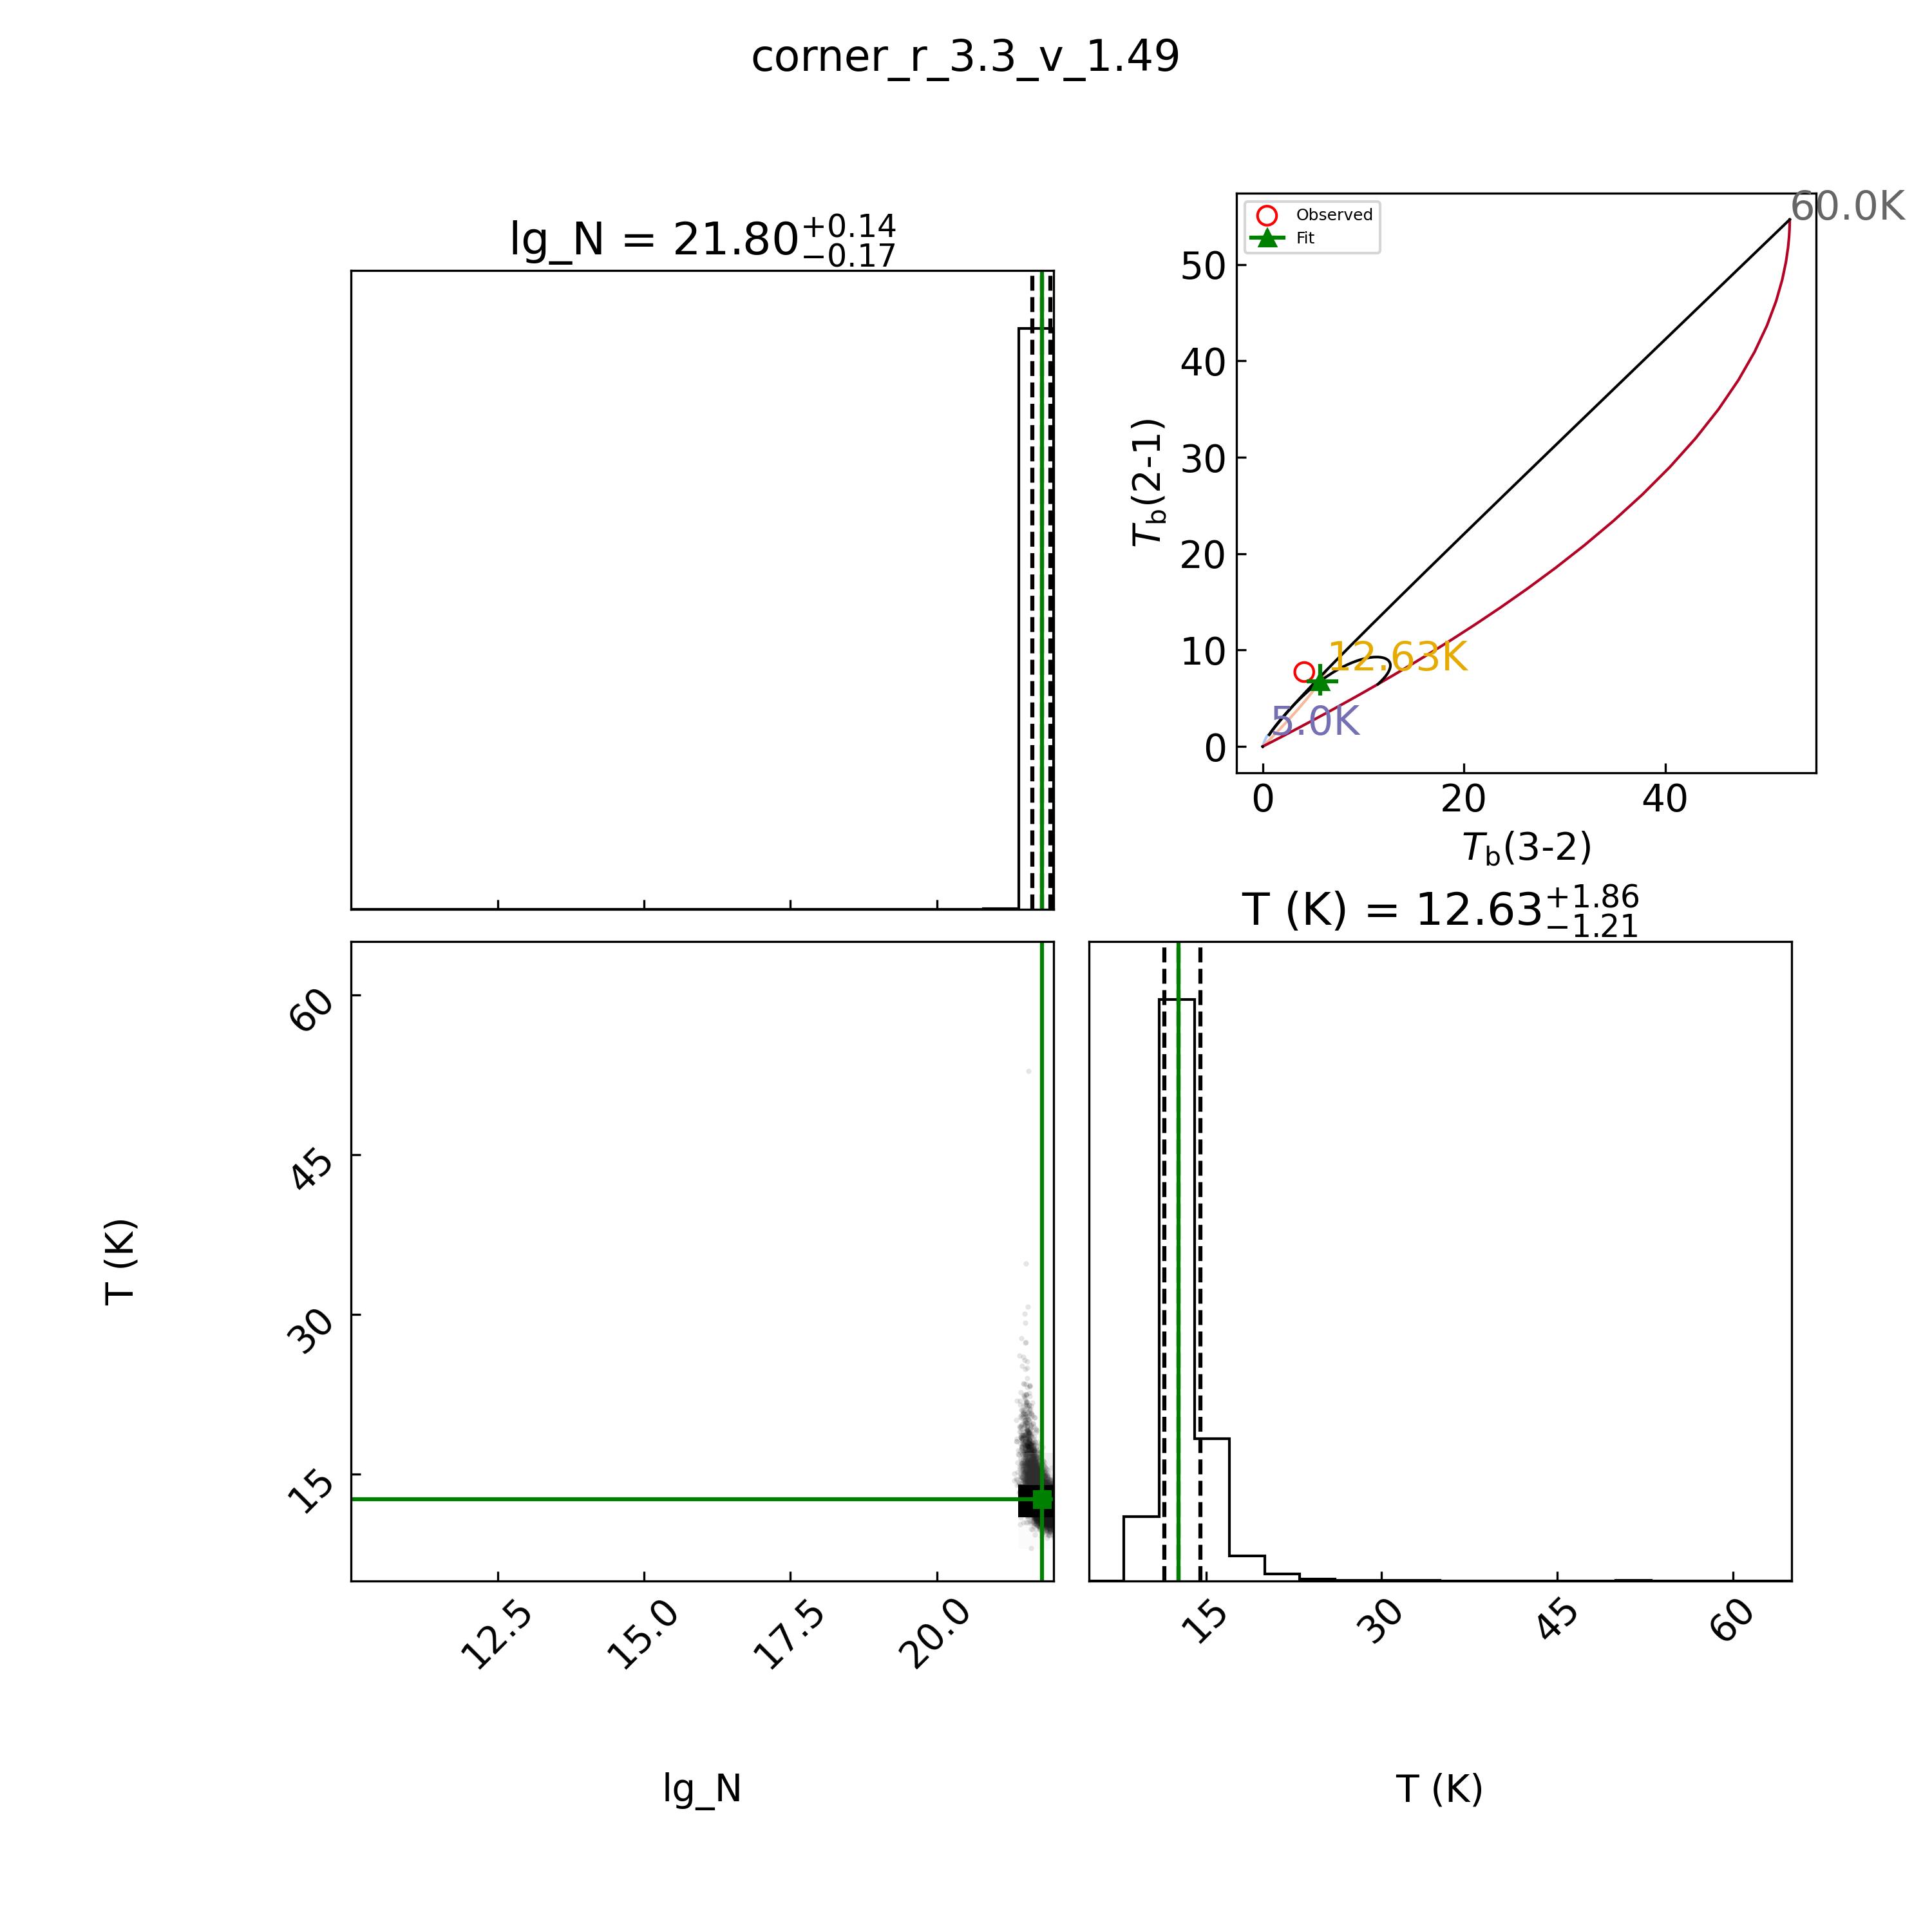 corner_r_3.3_v_1.49
lg_N = 21.80+0.14−0.17
60.0K
Observed
Fit
50
40
30
20
10
0
Tb(2-1)
12.63K
5.0K
0 20 40
Tb(3-2)
T (K) = 12.63+1.86−1.21
60
45
30
15
T (K)
12.5 15.0 17.5 20.0
15 30 45 60
lg_N
T (K)